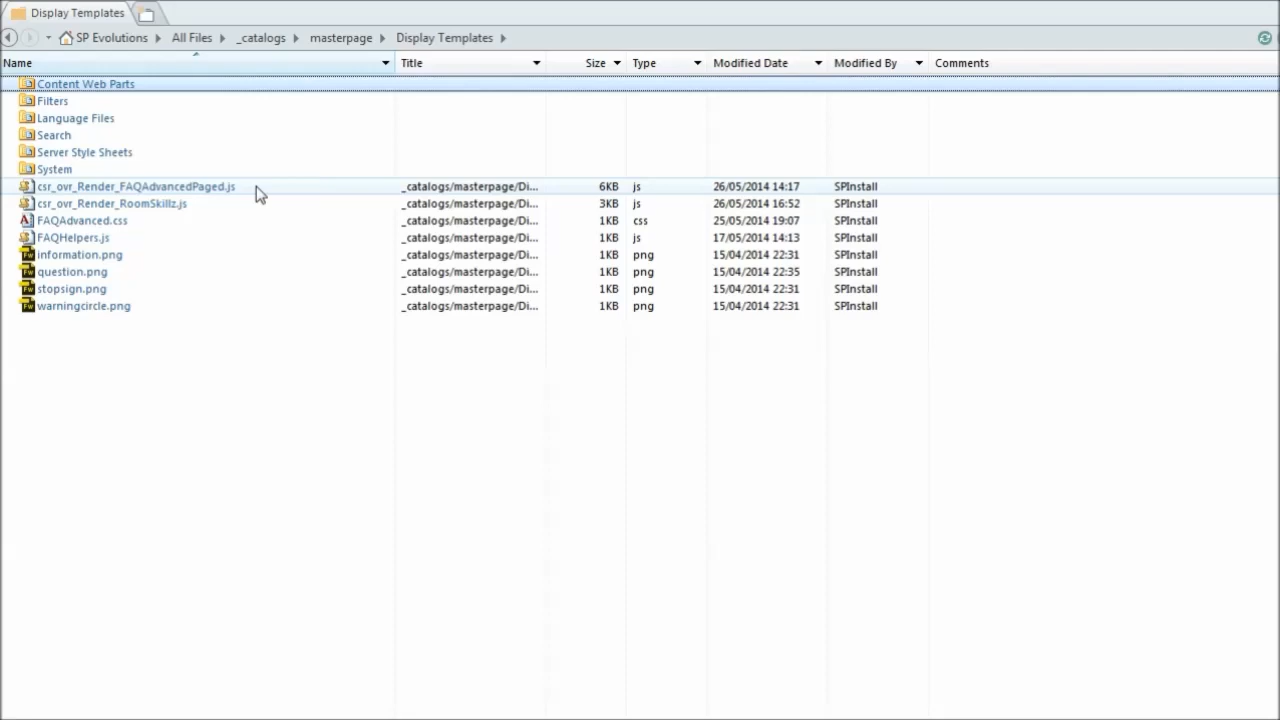 Display Templates
SP Evolutions All Files _catalogs masterpage Display Templates
Name Title Size Type Modified Date Modified By Comments
Content Web Parts
Filters
Language Files
Search
Server Style Sheets
System
csr_ovr_Render_FAQAdvancedPaged.js _catalogs/masterpage/Di... 6KB js 26/05/2014 14:17 SPInstall
csr_ovr_Render_RoomSkillz.js _catalogs/masterpage/Di... 3KB js 26/05/2014 16:52 SPInstall
FAQAdvanced.css _catalogs/masterpage/Di... 1KB css 25/05/2014 19:07 SPInstall
FAQHelpers.js _catalogs/masterpage/Di... 1KB js 17/05/2014 14:13 SPInstall
information.png _catalogs/masterpage/Di... 1KB png 15/04/2014 22:31 SPInstall
question.png _catalogs/masterpage/Di... 1KB png 15/04/2014 22:35 SPInstall
stopsign.png _catalogs/masterpage/Di... 1KB png 15/04/2014 22:31 SPInstall
warningcircle.png _catalogs/masterpage/Di... 1KB png 15/04/2014 22:31 SPInstall